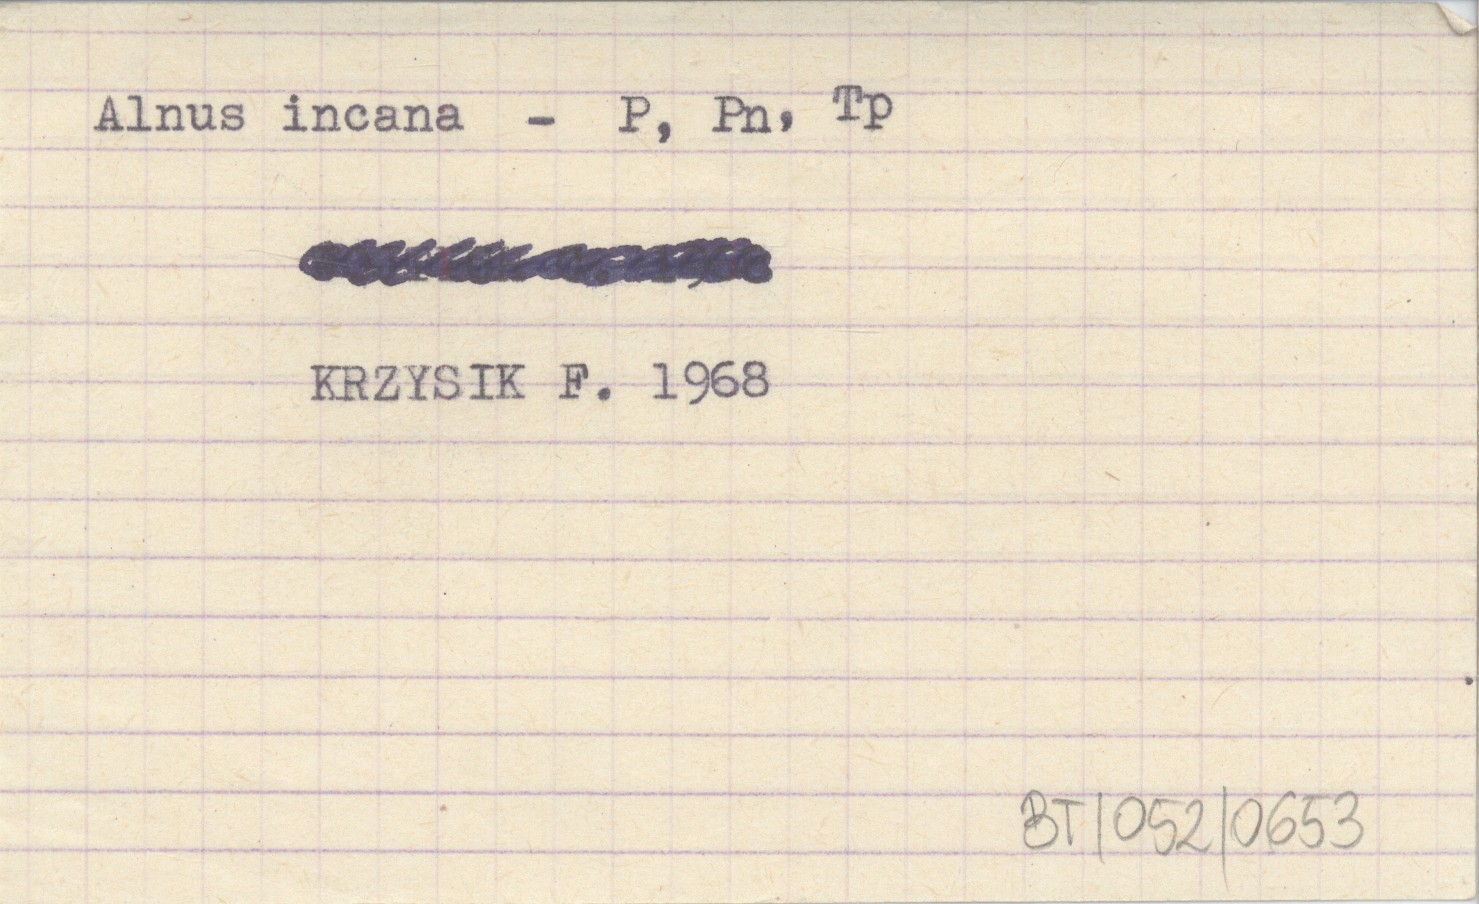 Alnus incana - P, Pn, Tp
KRZYSIK F. 1968
BT/052/0653